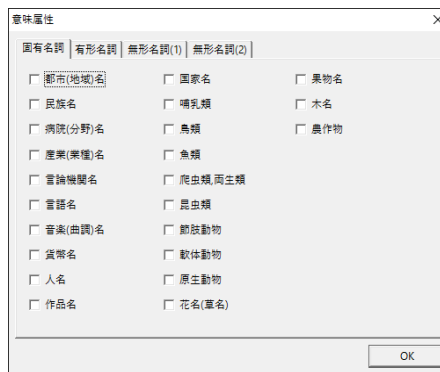 意味属性
固有名詞 有形名詞 無形名詞(1) 無形名詞(2)
都市(地域)名 国家名 果物名
民族名 哺乳類 木名
病院(分野)名 鳥類 農作物
産業(業種)名 魚類
言論機関名 爬虫類,両生類
言語名 昆虫類
音楽(曲調)名 節肢動物
貨幣名 軟体動物
人名 原生動物
作品名 花名(草名)
OK